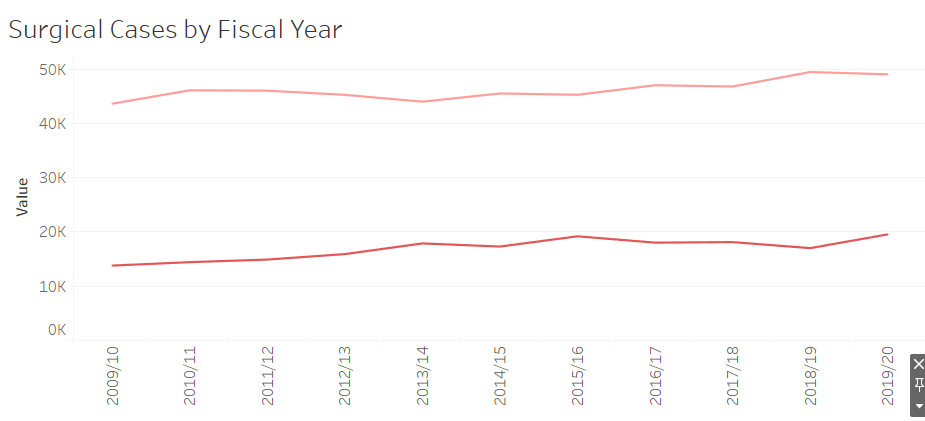 Surgical Cases by Fiscal Year
50K
40K
30K
20K
10K
0K
Value
2009/10
2010/11
2011/12
2012/13
2013/14
2014/15
2015/16
2016/17
2017/18
2018/19
2019/20